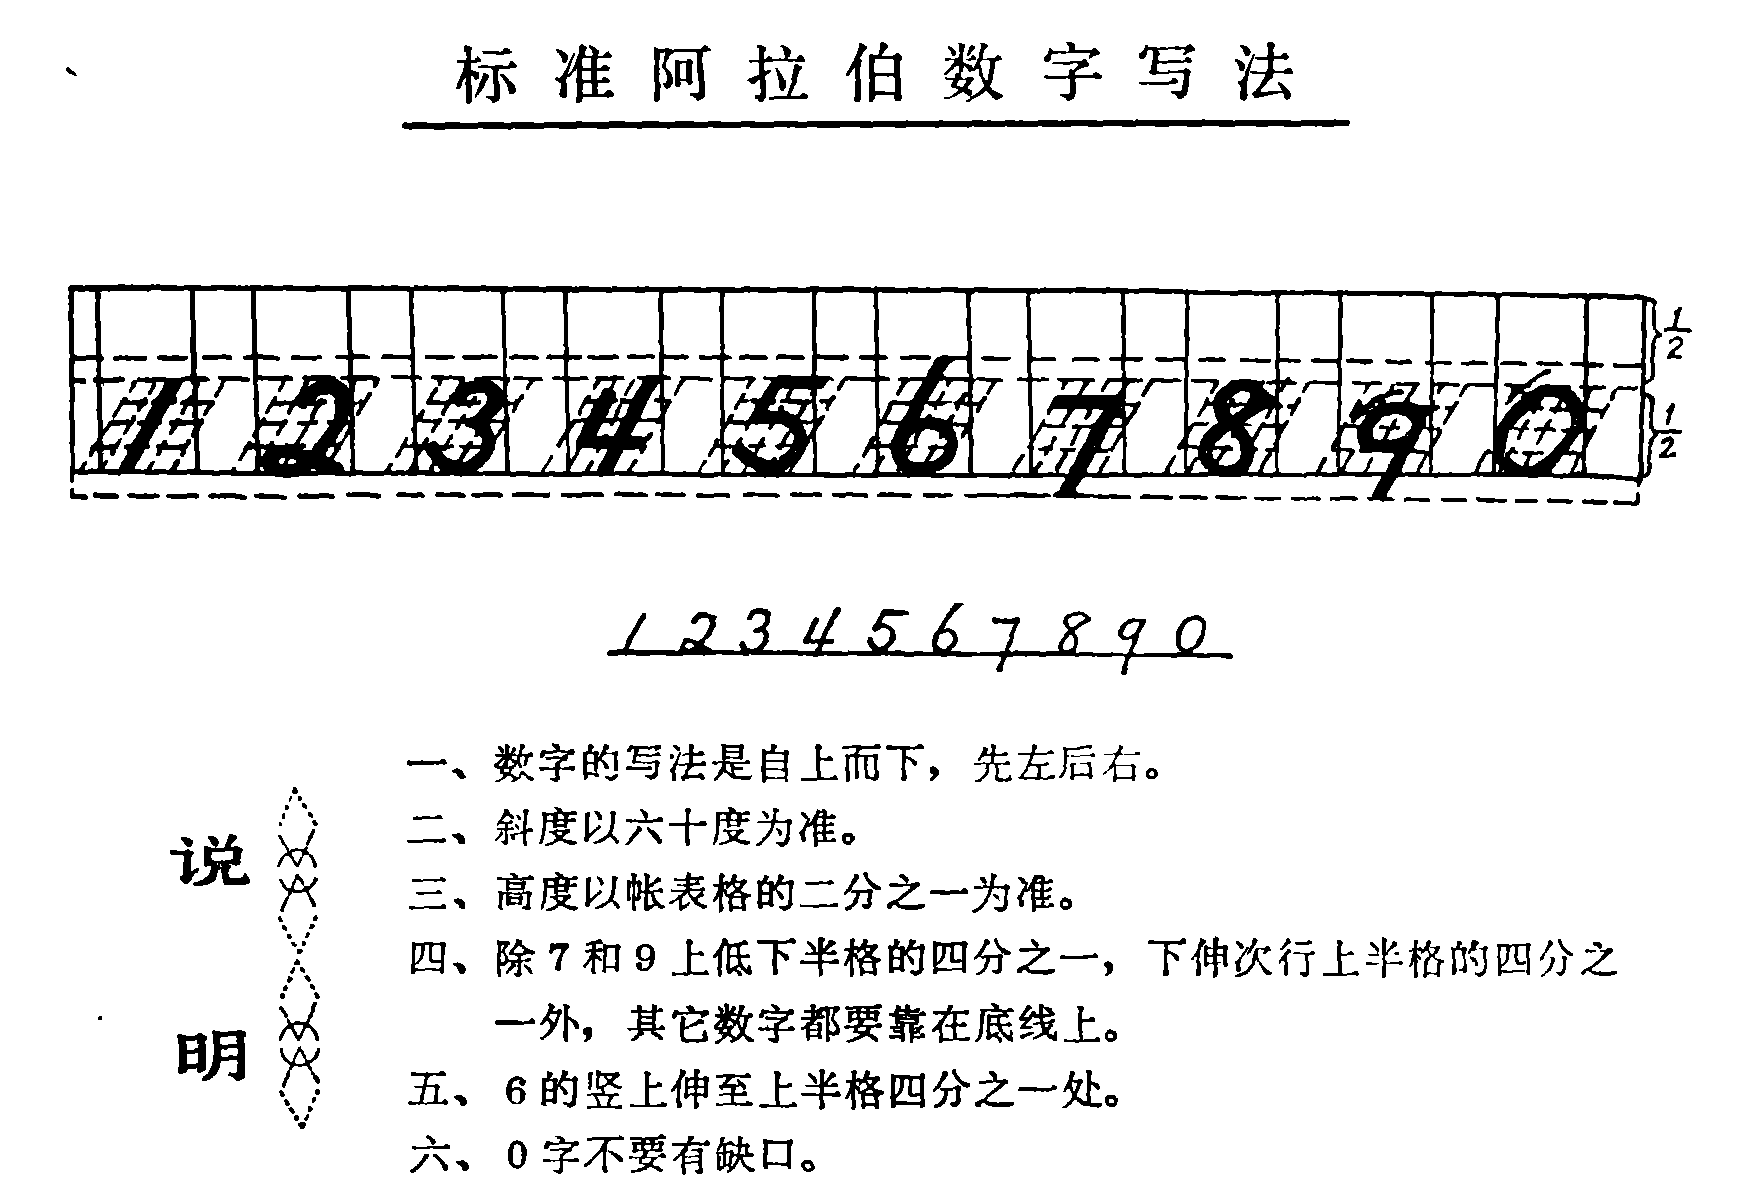 标准阿拉伯数字写法
1 2 3 4 5 6 7 8 9 0
1/2
1/2
1 2 3 4 5 6 7 8 9 0
说明
一、数字的写法是自上而下，先左后右。
二、斜度以六十度为准。
三、高度以帐表格的二分之一为准。
四、除7和9上低下半格的四分之一，下伸次行上半格的四分之
一外，其它数字都要靠在底线上。
五、6的竖上伸至上半格四分之一处。
六、0字不要有缺口。